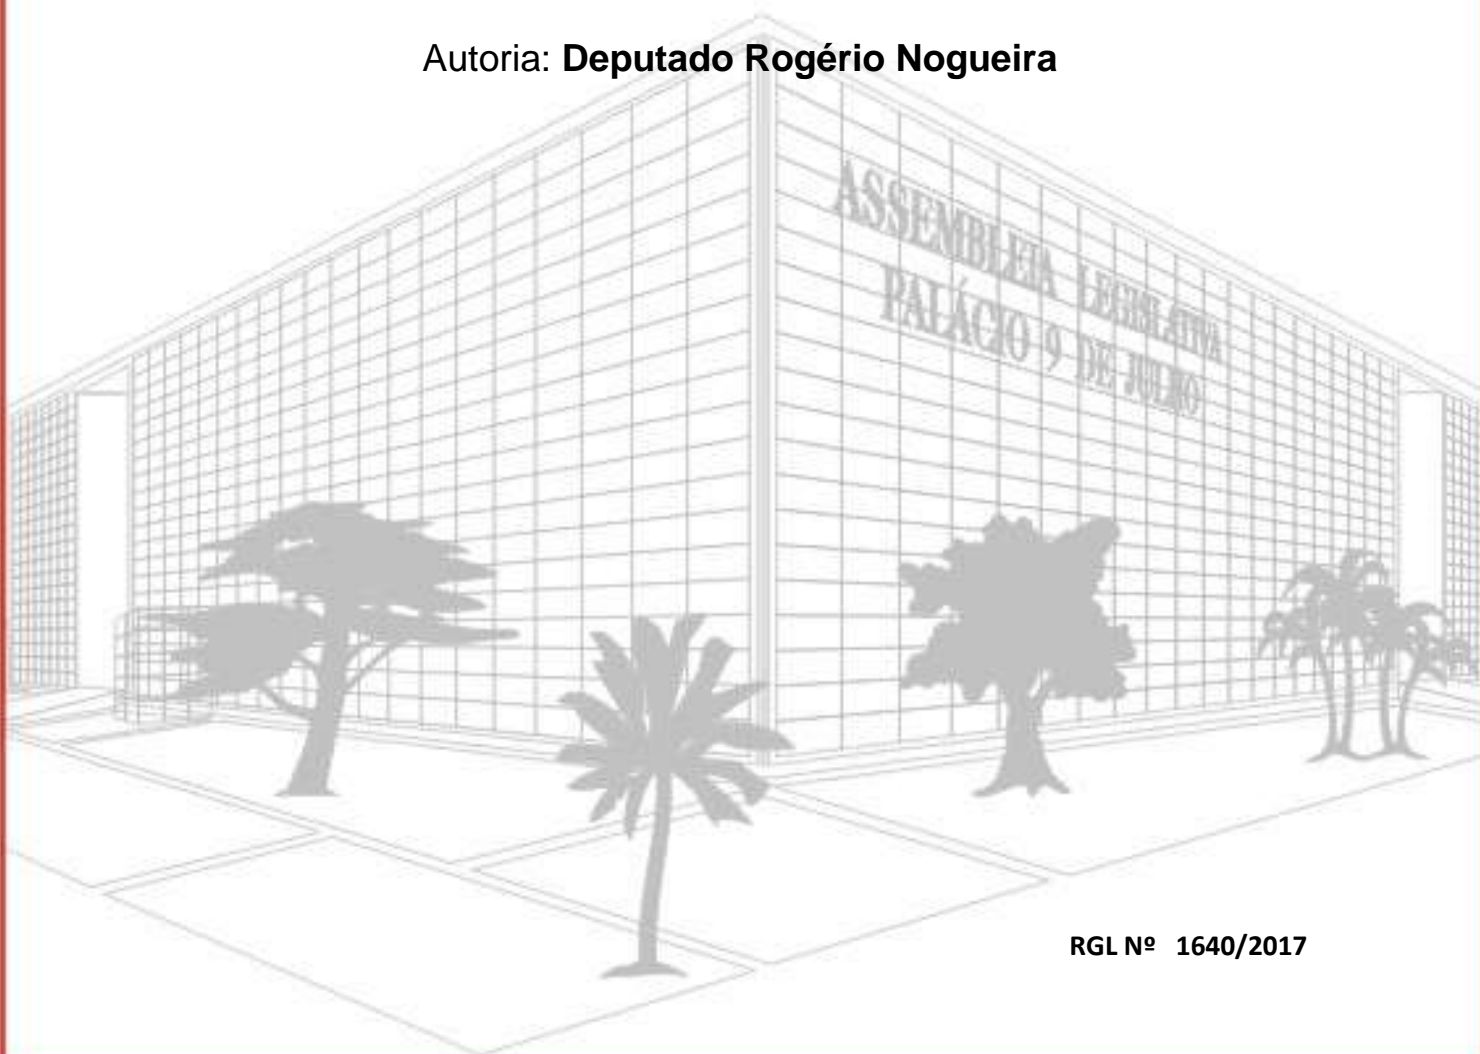 Autoria: Deputado Rogério Nogueira
ASSEMBLEIA LEGISLATIVA
PALÁCIO 9 DE JULHO
RGL Nº 1640/2017